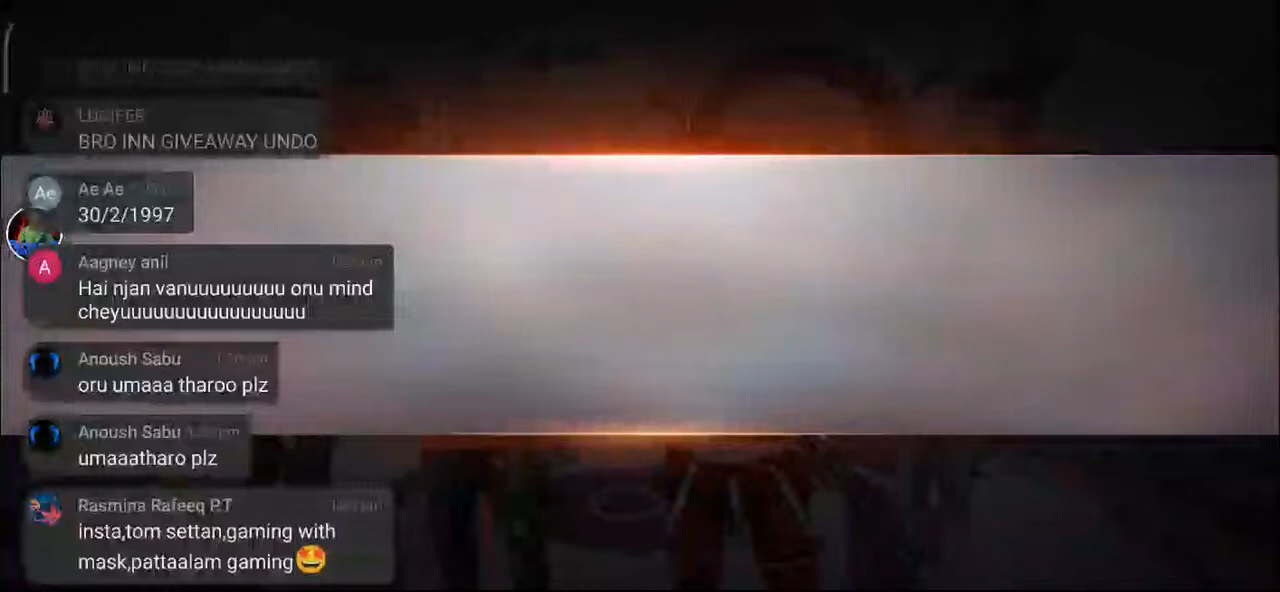 LUCIFER
BRO INN GIVEAWAY UNDO
Ae
Ae Ae
30/2/1997
A
Aagney anil
Hai njan vanuuuuuuuuu onu mind
cheyuuuuuuuuuuuuuuuuu
Anoush Sabu
oru umaaa tharoo plz
Anoush Sabu
umaaatharo plz
Rasmina Rafeeq P.T
insta,tom settan,gaming with
mask,pattaalam gaming🤩